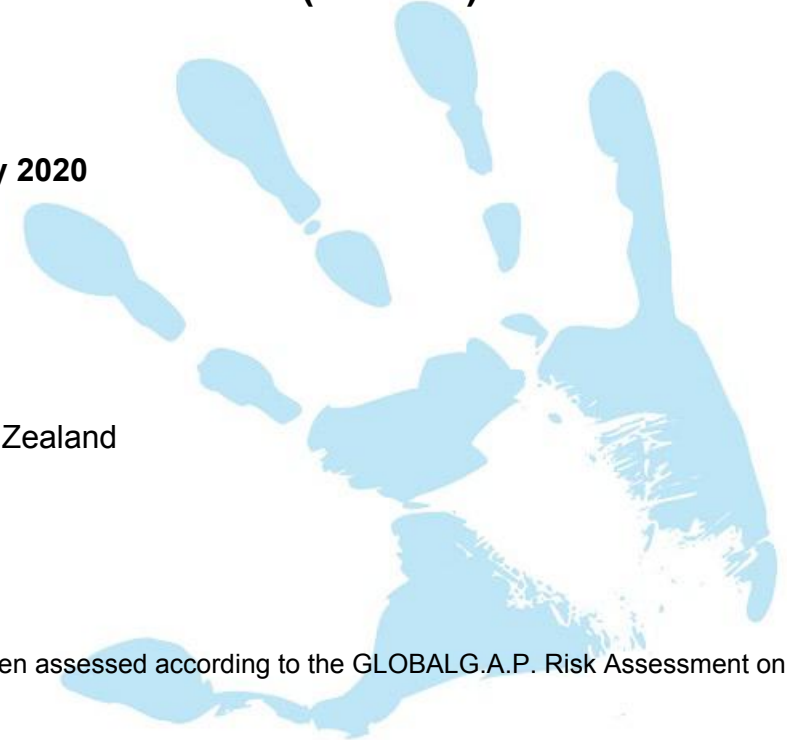 y 2020
Zealand
en assessed according to the GLOBALG.A.P. Risk Assessment on